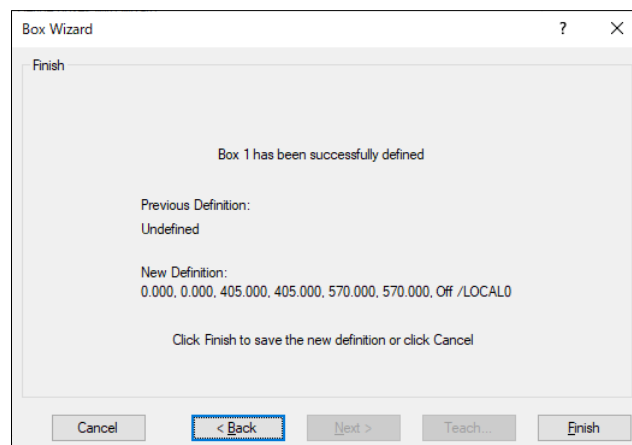 Box Wizard
?
Finish
Box 1 has been successfully defined
Previous Definition:
Undefined
New Definition:
0.000, 0.000, 405.000, 405.000, 570.000, 570.000, Off /LOCAL0
Click Finish to save the new definition or click Cancel
Cancel
< Back
Next >
Teach...
Finish